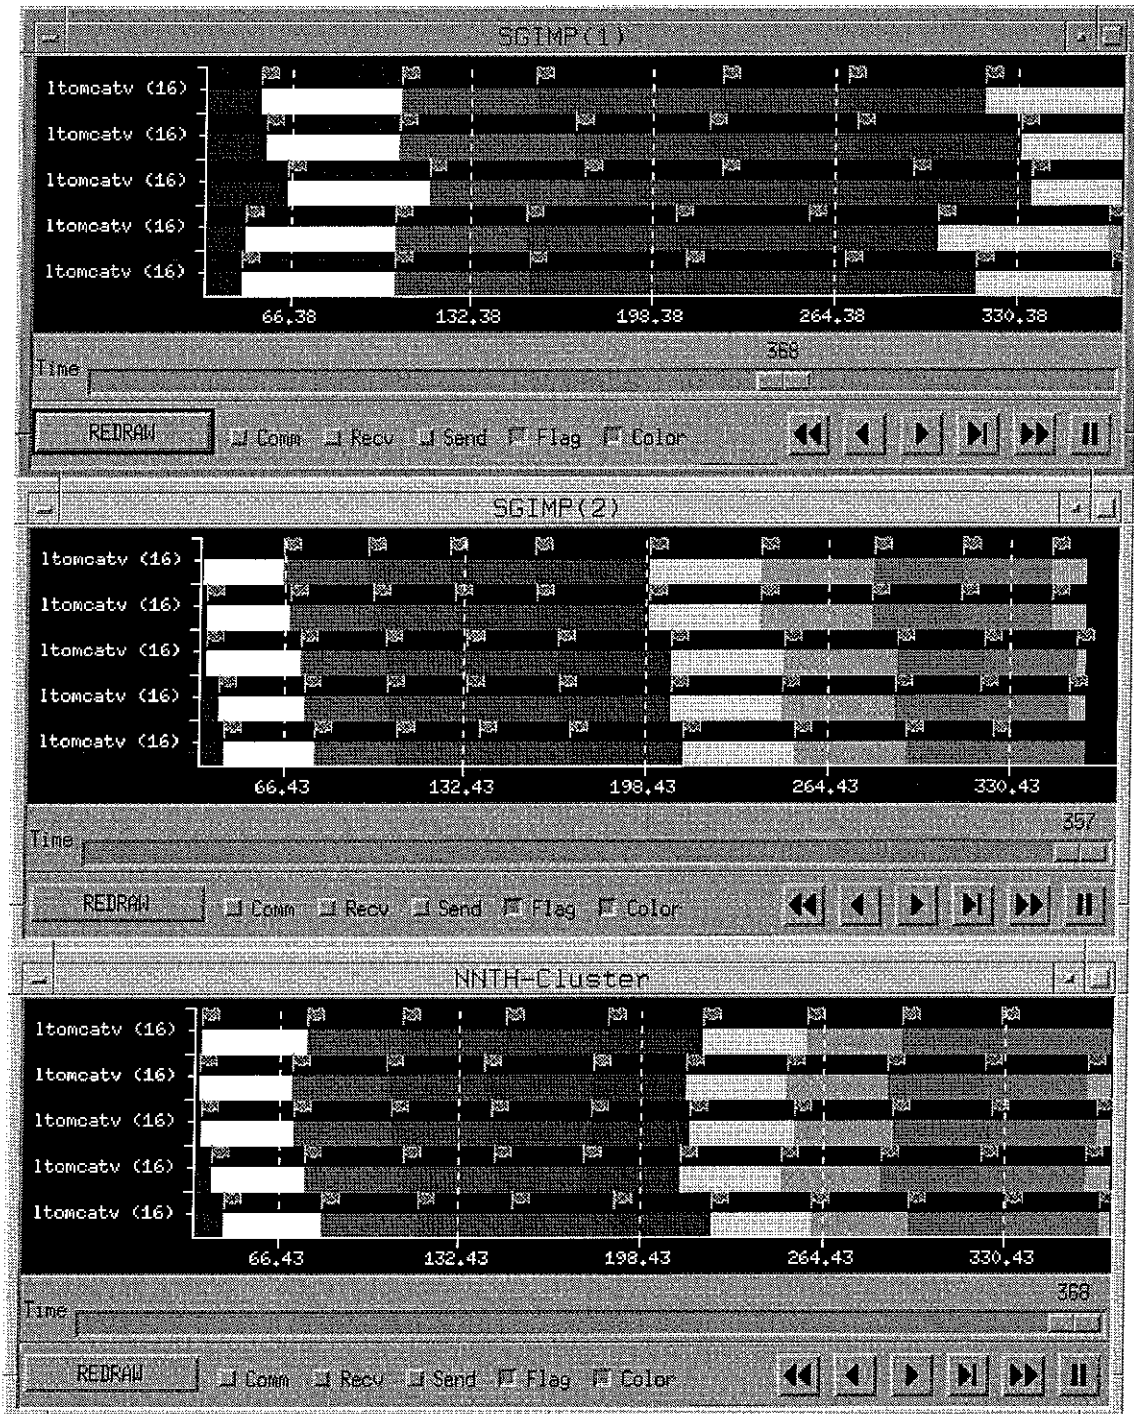 SGIMP(1)
ltomcatv (16)
ltomcatv (16)
ltomcatv (16)
ltomcatv (16)
ltomcatv (16)
66.38 132.38 198.38 264.38 330.38
368
Time
REDRAW Comm Recv Send Flag Color
SGIMP(2)
ltomcatv (16)
ltomcatv (16)
ltomcatv (16)
ltomcatv (16)
ltomcatv (16)
66.43 132.43 198.43 264.43 330.43
357
Time
REDRAW Comm Recv Send Flag Color
NNTH-Cluster
ltomcatv (16)
ltomcatv (16)
ltomcatv (16)
ltomcatv (16)
ltomcatv (16)
66.43 132.43 198.43 264.43 330.43
368
Time
REDRAW Comm Recv Send Flag Color